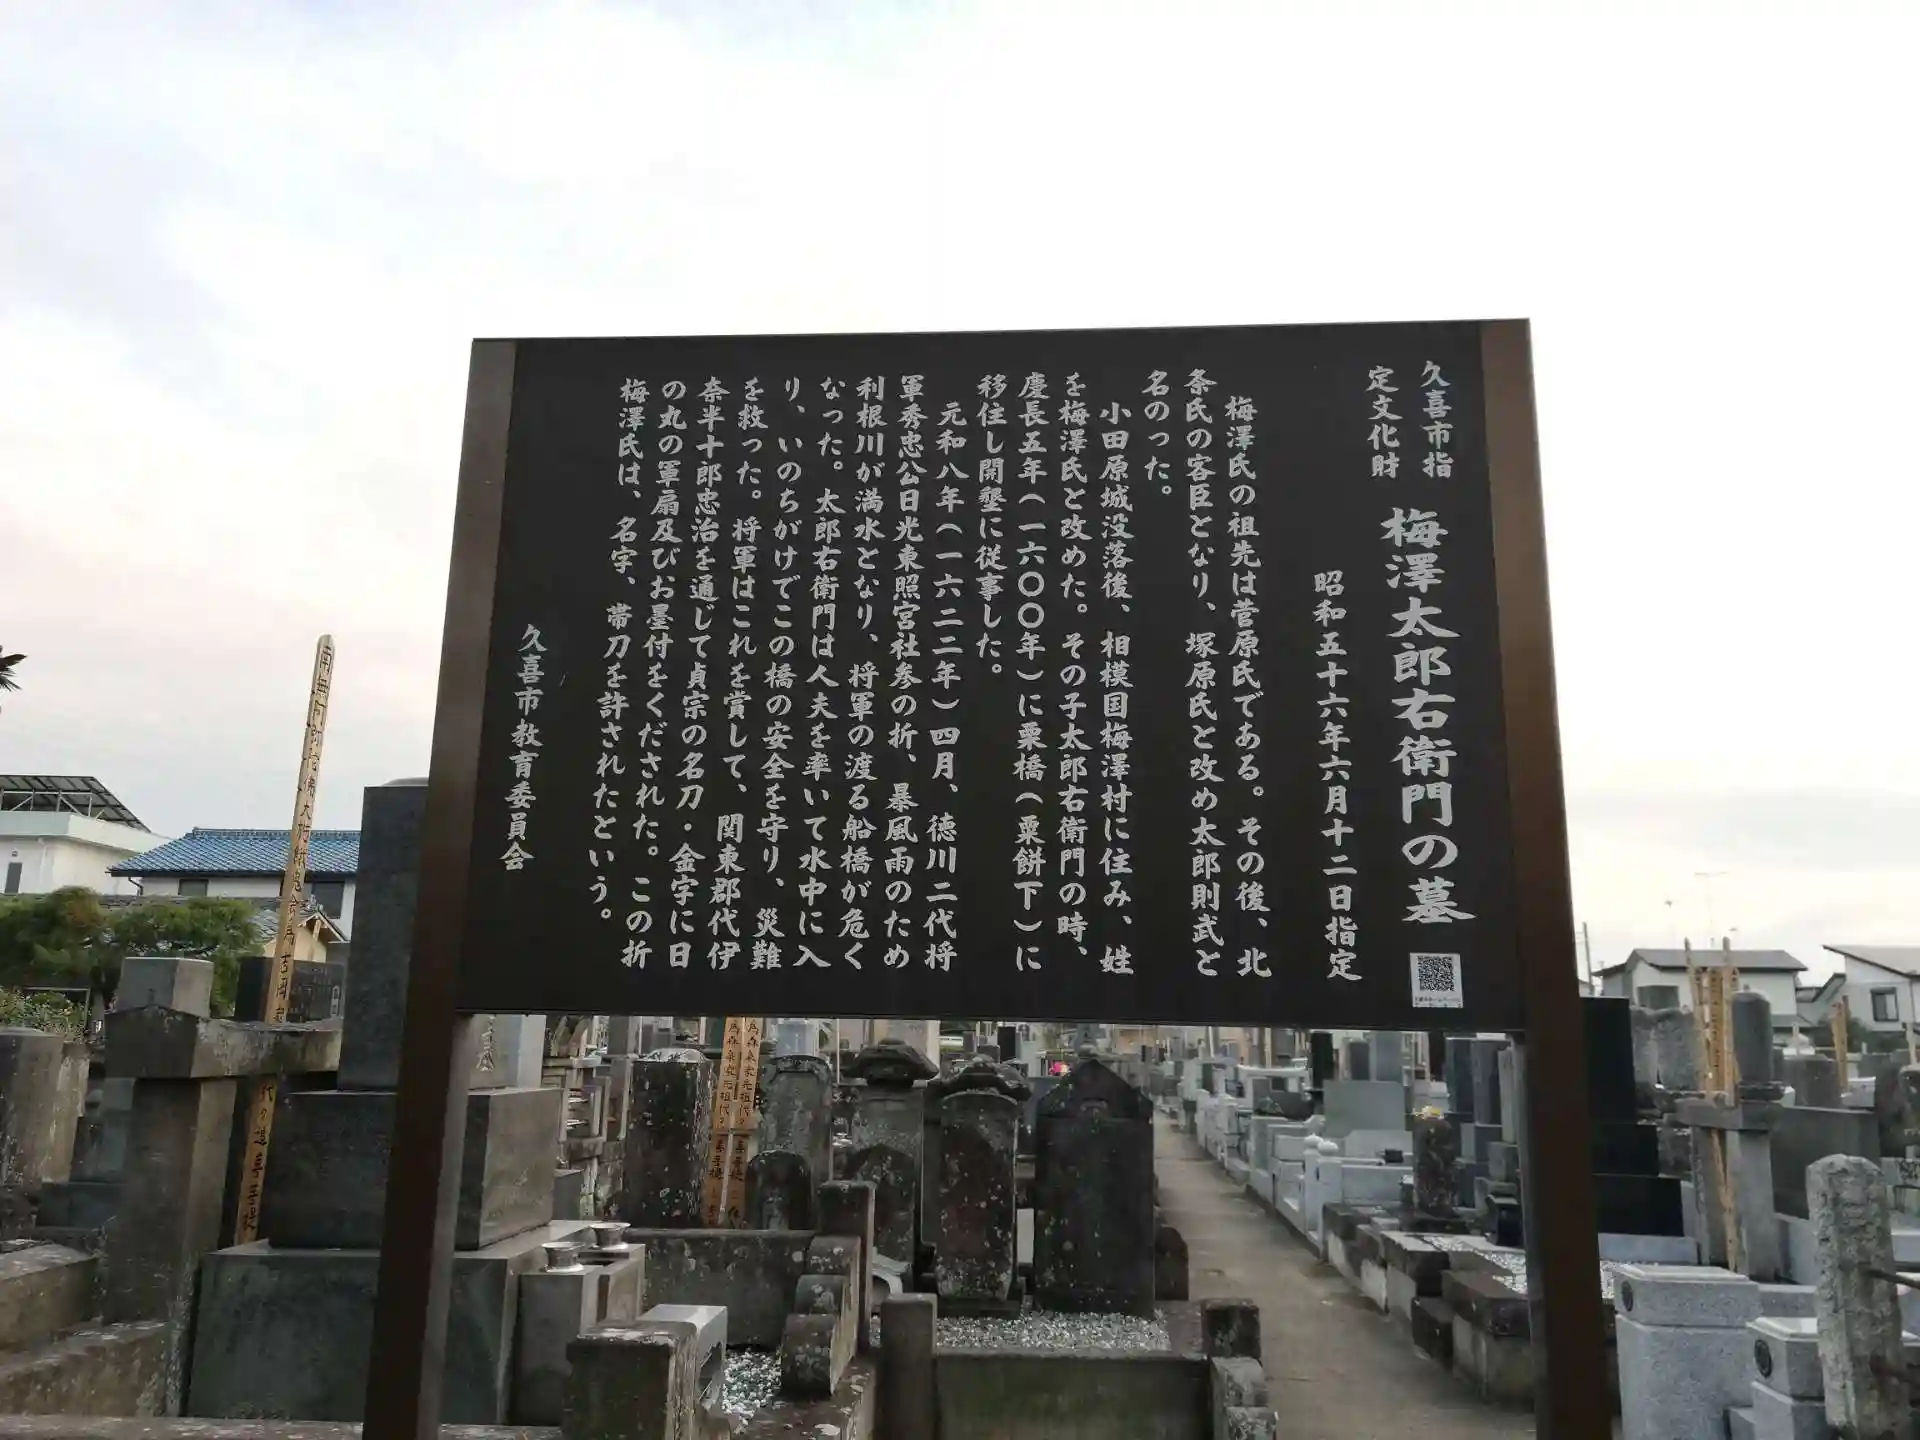 久喜市指
定文化財
梅澤太郎右衛門の墓
昭和五十六年六月十二日指定
梅澤氏の祖先は菅原氏である。その後、北
条氏の客臣となり、塚原氏と改め太郎則武と
名のった。
小田原城没落後、相模国梅澤村に住み、姓
を梅澤氏と改めた。その子太郎右衛門の時、
慶長五年（一六〇〇年）に栗橋（粟餅下）に
移住し開墾に従事した。
元和八年（一六二二年）四月、徳川二代将
軍秀忠公日光東照宮社参の折、暴風雨のため
利根川が満水となり、将軍の渡る船橋が危く
なった。太郎右衛門は人夫を率いて水中に入
り、いのちがけでこの橋の安全を守り、災難
を救った。将軍はこれを賞して、関東郡代伊
奈半十郎忠治を通じて貞宗の名刀・金字に日
の丸の軍扇及びお墨付をくだされた。この折
梅澤氏は、名字、帯刀を許されたという。
久喜市教育委員会